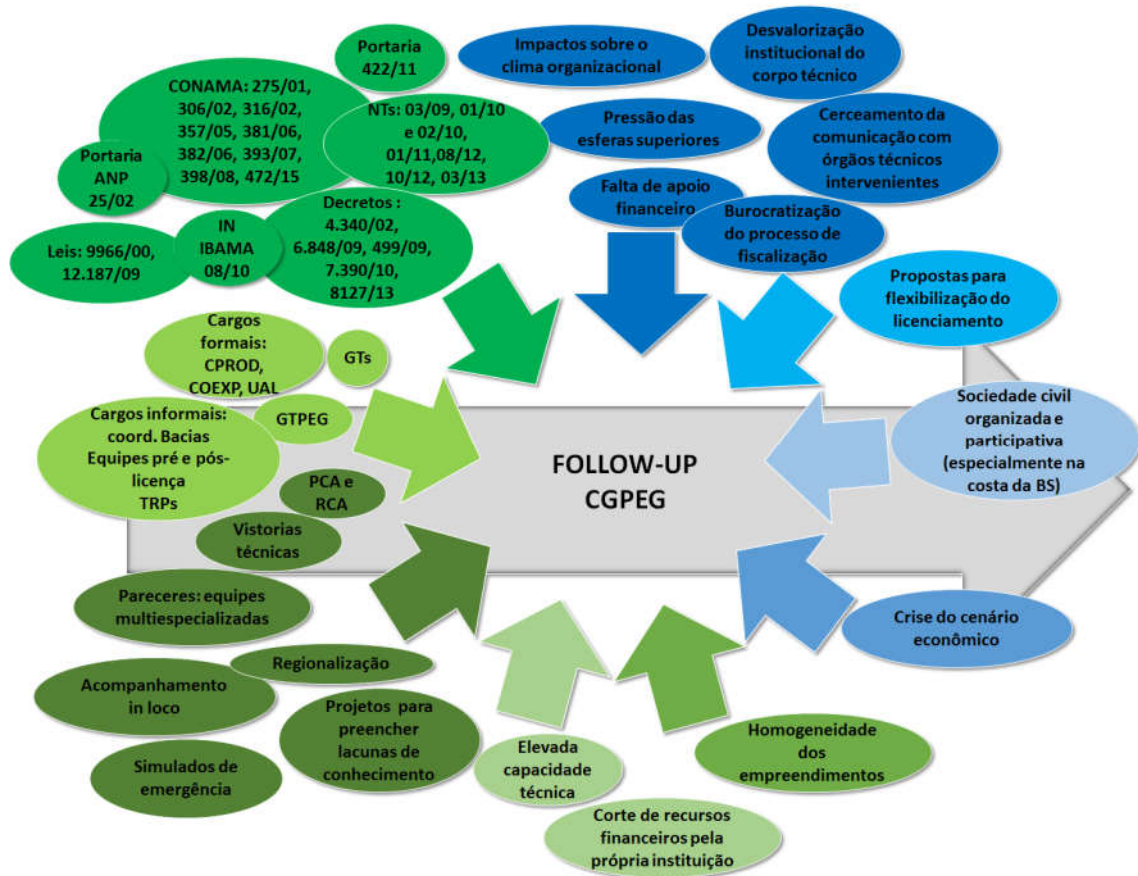 Portaria
422/11
CONAMA: 275/01,
306/02, 316/02,
357/05, 381/06,
382/06, 393/07,
398/08, 472/15
NTs: 03/09, 01/10
e 02/10,
01/11,08/12,
10/12, 03/13
Portaria
ANP
25/02
Leis: 9966/00,
12.187/09
IN
IBAMA
08/10
Decretos :
4.340/02,
6.848/09, 499/09,
7.390/10,
8127/13
Impactos sobre o
clima organizacional
Desvalorização
institucional do
corpo técnico
Pressão das
esferas superiores
Cerceamento da
comunicação com
órgãos técnicos
intervenientes
Falta de apoio
financeiro
Burocratização
do processo de
fiscalização
Propostas para
flexibilização do
licenciamento
Cargos
formais:
CPROD,
COEXP, UAL
GTs
GTPEG
Cargos informais:
coord. Bacias
Equipes pré e pós-
licença
TRPs
FOLLOW-UP
CGPEG
Sociedade civil
organizada e
participativa
(especialmente na
costa da BS)
PCA e
RCA
Vistorias
técnicas
Pareceres: equipes
multiespecializadas
Regionalização
Acompanhamento
in loco
Projetos para
preencher
lacunas de
conhecimento
Simulados de
emergência
Elevada
capacidade
técnica
Corte de recursos
financeiros pela
própria instituição
Homogeneidade
dos
empreendimentos
Crise do cenário
econômico